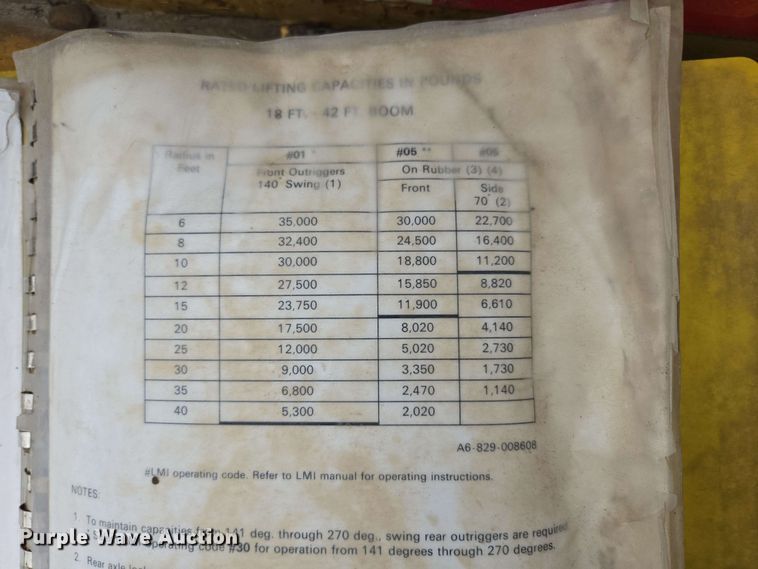 RATED LIFTING CAPACITIES IN POUNDS
18 FT. - 42 FT. BOOM
Radius in Feet #01 * #05 ** #05
Front Outriggers 140° Swing (1) On Rubber (3) (4)
Front Side 70° (2)
6 35,000 30,000 22,700
8 32,400 24,500 16,400
10 30,000 18,800 11,200
12 27,500 15,850 8,820
15 23,750 11,900 6,610
20 17,500 8,020 4,140
25 12,000 5,020 2,730
30 9,000 3,350 1,730
35 6,800 2,470 1,140
40 5,300 2,020
A6-829-008608
#LMI operating code. Refer to LMI manual for operating instructions.
NOTES:
1. To maintain capacities from 141 deg. through 270 deg., swing rear outriggers are required
operating code #30 for operation from 141 degrees through 270 degrees.
2. Rear axle
Purple Wave Auction